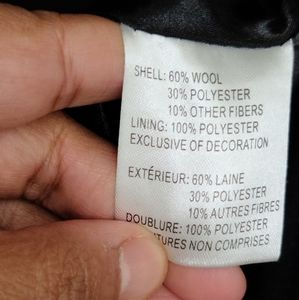 SHELL: 60% WOOL
30% POLYESTER
10% OTHER FIBERS
LINING: 100% POLYESTER
EXCLUSIVE OF DECORATION
EXTÉRIEUR: 60% LAINE
30% POLYESTER
10% AUTRES FIBRES
DOUBLURE: 100% POLYESTER
NON COMPRISES